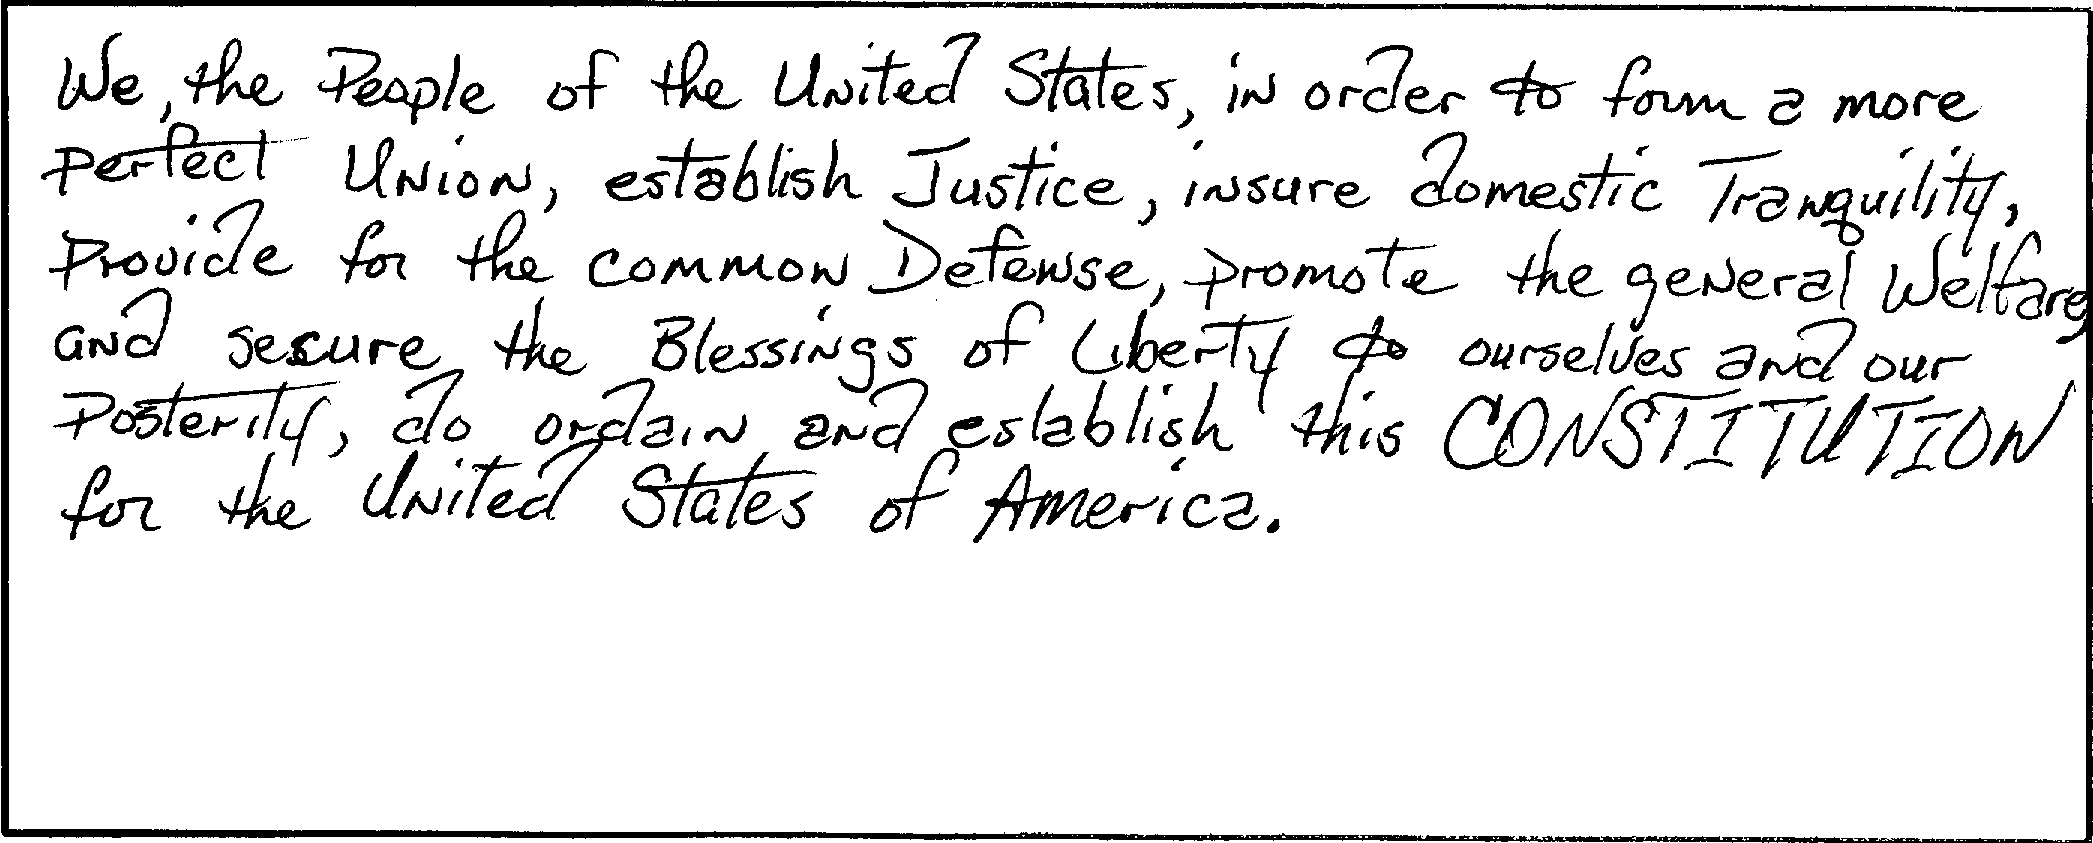 We, the People of the United States, in order to form a more
perfect Union, establish Justice, insure domestic Tranquility,
provide for the common Defense, promote the general Welfare,
and secure the Blessings of Liberty to ourselves and our
Posterity, do ordain and establish this CONSTITUTION
for the United States of America.